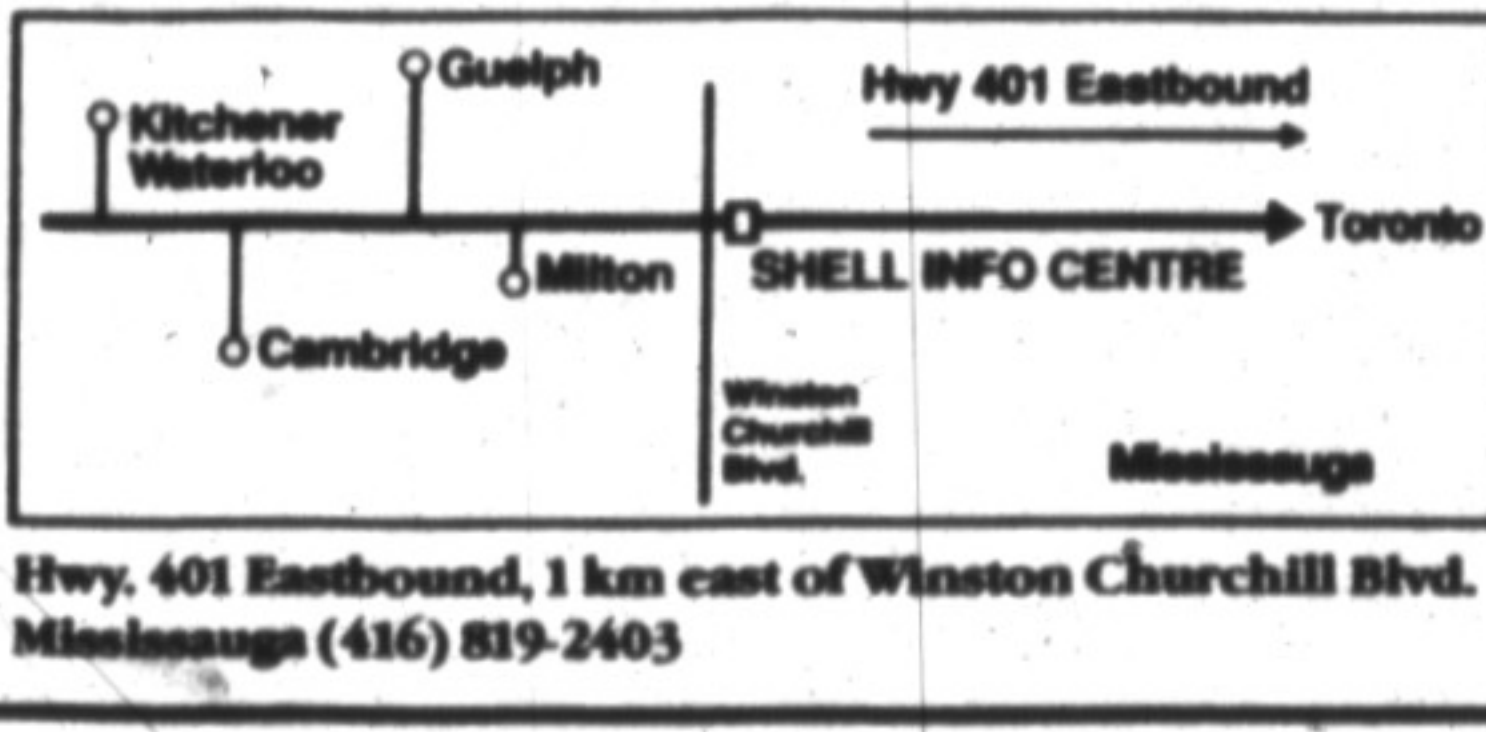 Guelph
Hwy 401 Eastbound
Kitchener
Waterloo
Toronto
Milton
SHELL INFO CENTRE
Cambridge
Winston
Churchill
Blvd.
Mississauga
Hwy. 401 Eastbound, 1 km east of Winston Churchill Blvd.
Mississauga (416) 819-2403